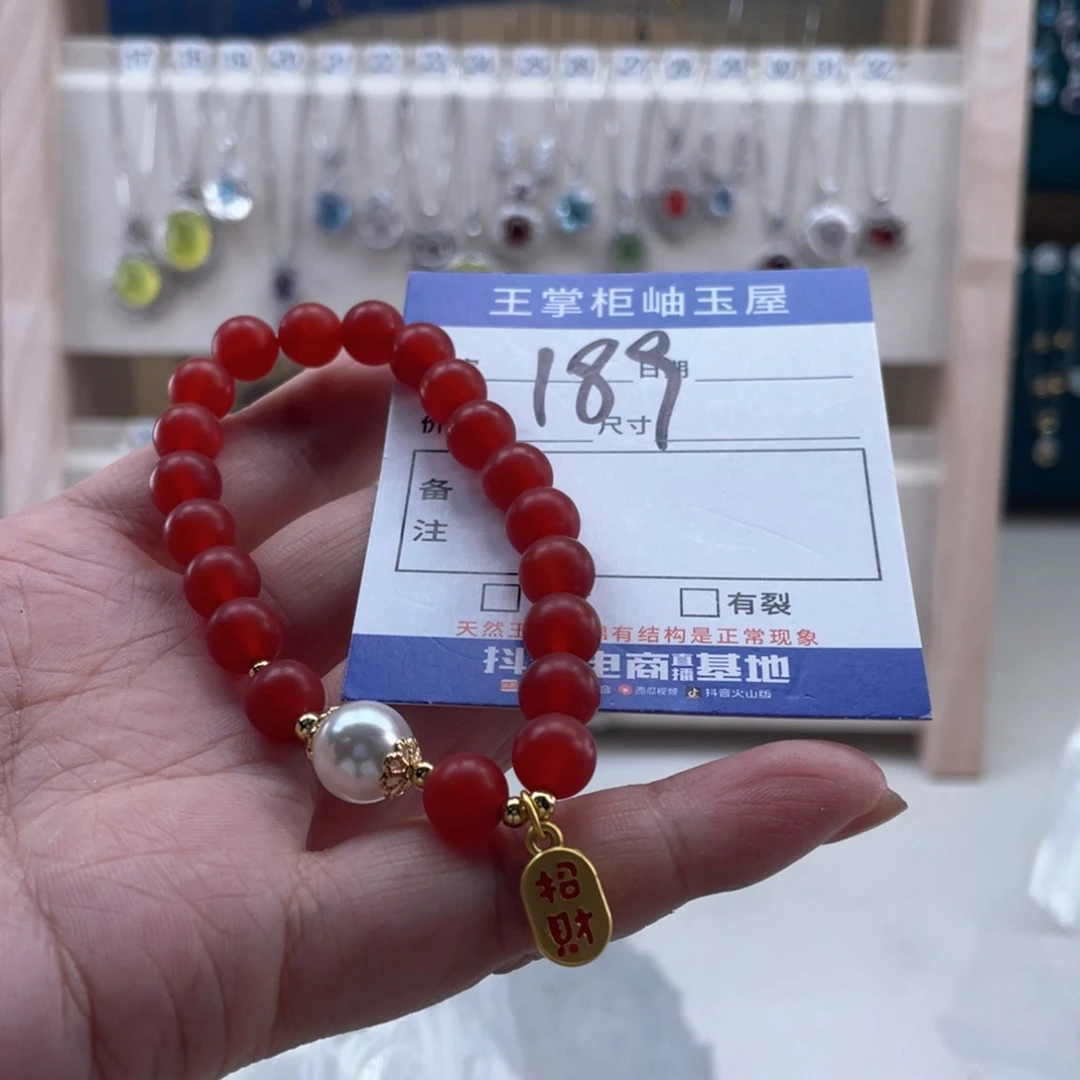 王掌柜岫玉屋
189
日期
价
尺寸
备
注
有裂
天然玉 有结构是正常现象
抖 电商直播基地
西瓜视频 抖音火山版
招
財